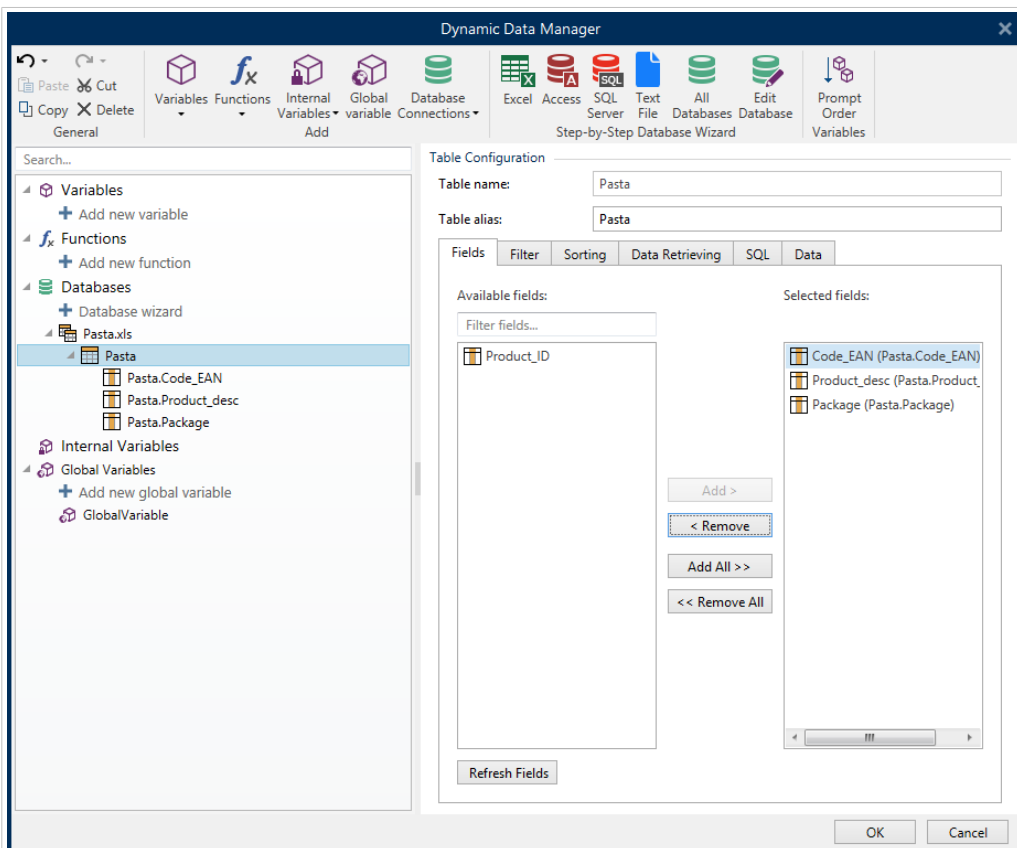 Dynamic Data Manager
Paste Cut
Copy Delete
General
Variables Functions Internal Variables Global variable Database Connections
Add
Excel Access SQL Server Text File All Databases Edit Database
Step-by-Step Database Wizard
Prompt Order
Variables
Search...
Variables
Add new variable
Functions
Add new function
Databases
Database wizard
Pasta.xls
Pasta
Pasta.Code_EAN
Pasta.Product_desc
Pasta.Package
Internal Variables
Global Variables
Add new global variable
GlobalVariable
Table Configuration
Table name: Pasta
Table alias: Pasta
Fields Filter Sorting Data Retrieving SQL Data
Available fields: Selected fields:
Filter fields...
Product_ID
Code_EAN (Pasta.Code_EAN)
Product_desc (Pasta.Product_
Package (Pasta.Package)
Add >
< Remove
Add All >>
<< Remove All
Refresh Fields
OK Cancel